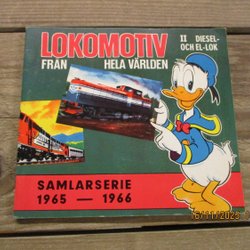 LOKOMOTIV
FRÅN HELA VÄRLDEN
II DIESEL-
OCH EL-LOK
SAMLARSERIE
1965 — 1966